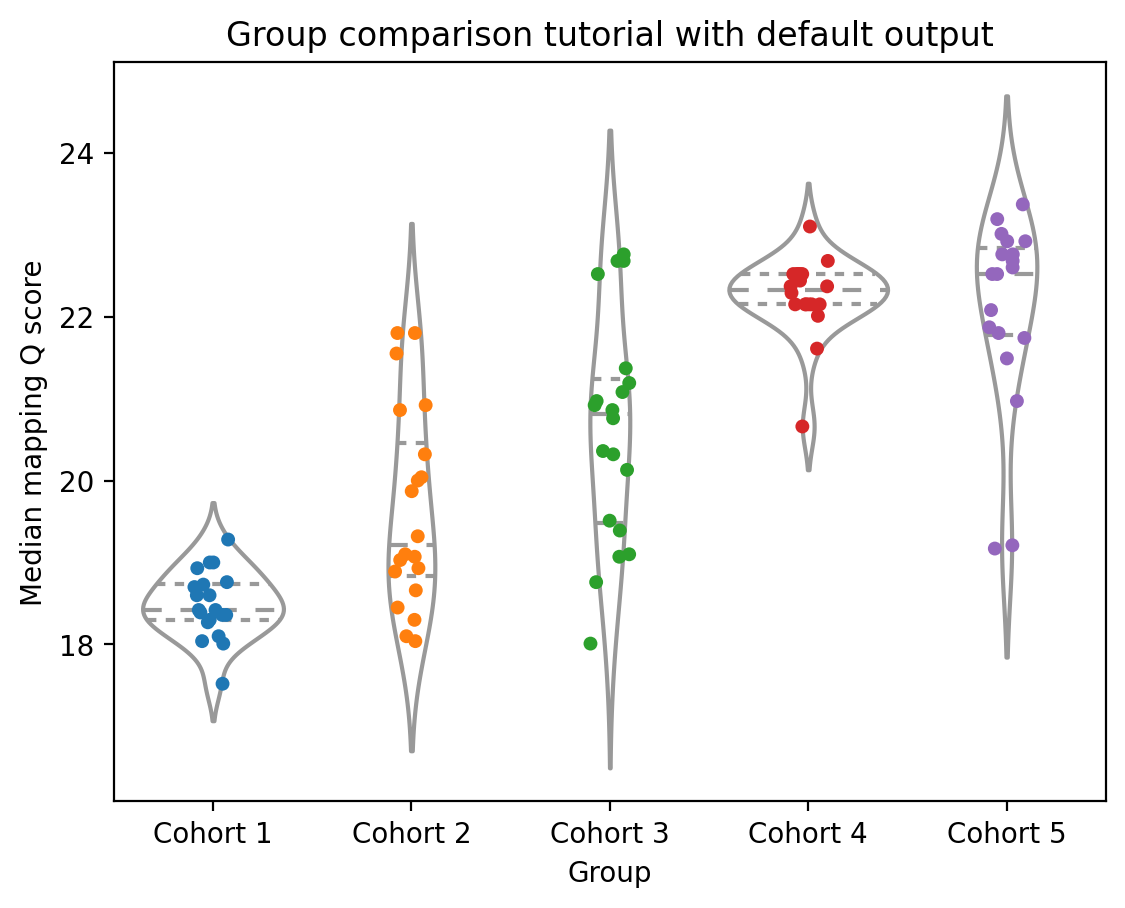 Group comparison tutorial with default output
Median mapping Q score
24
22
20
18
Cohort 1
Cohort 2
Cohort 3
Cohort 4
Cohort 5
Group